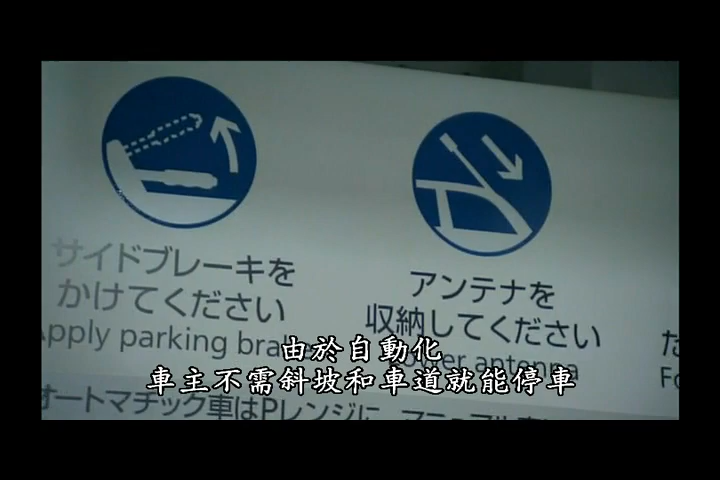 サイドブレーキを
かけてください
Apply parking
アンテナを
収納してください
antenna
由於自動化
車主不需斜坡和車道就能停車
オートマチック車はPレンジに